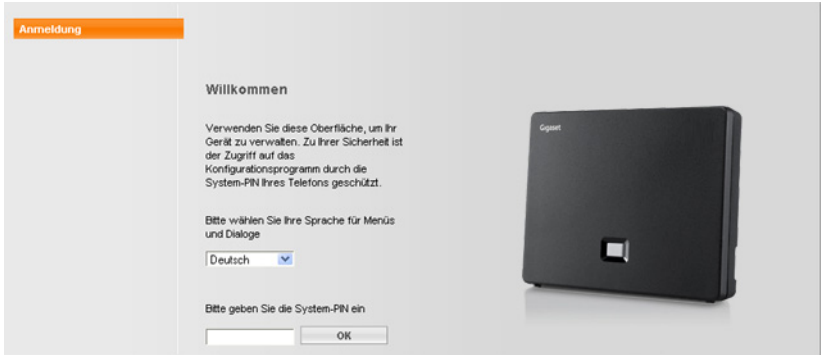 Anmeldung
Willkommen
Verwenden Sie diese Oberfläche, um Ihr
Gerät zu verwalten. Zu Ihrer Sicherheit ist
der Zugriff auf das
Konfigurationsprogramm durch die
System-PIN Ihres Telefons geschützt.
Bitte wählen Sie Ihre Sprache für Menüs
und Dialoge
Deutsch
Bitte geben Sie die System-PIN ein
OK
Gigaset